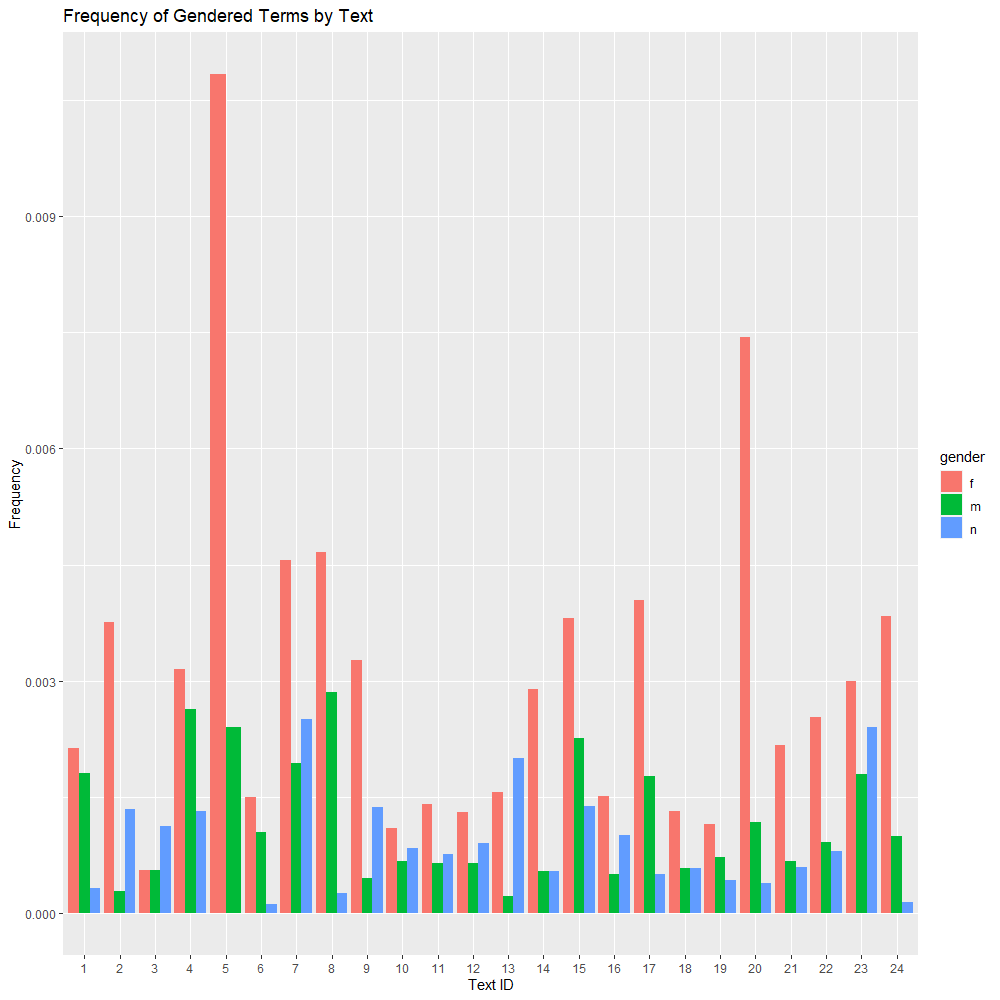 Frequency of Gendered Terms by Text
0.009
0.006
0.003
0.000
Frequency
1 2 3 4 5 6 7 8 9 10 11 12 13 14 15 16 17 18 19 20 21 22 23 24
Text ID
gender
f
m
n